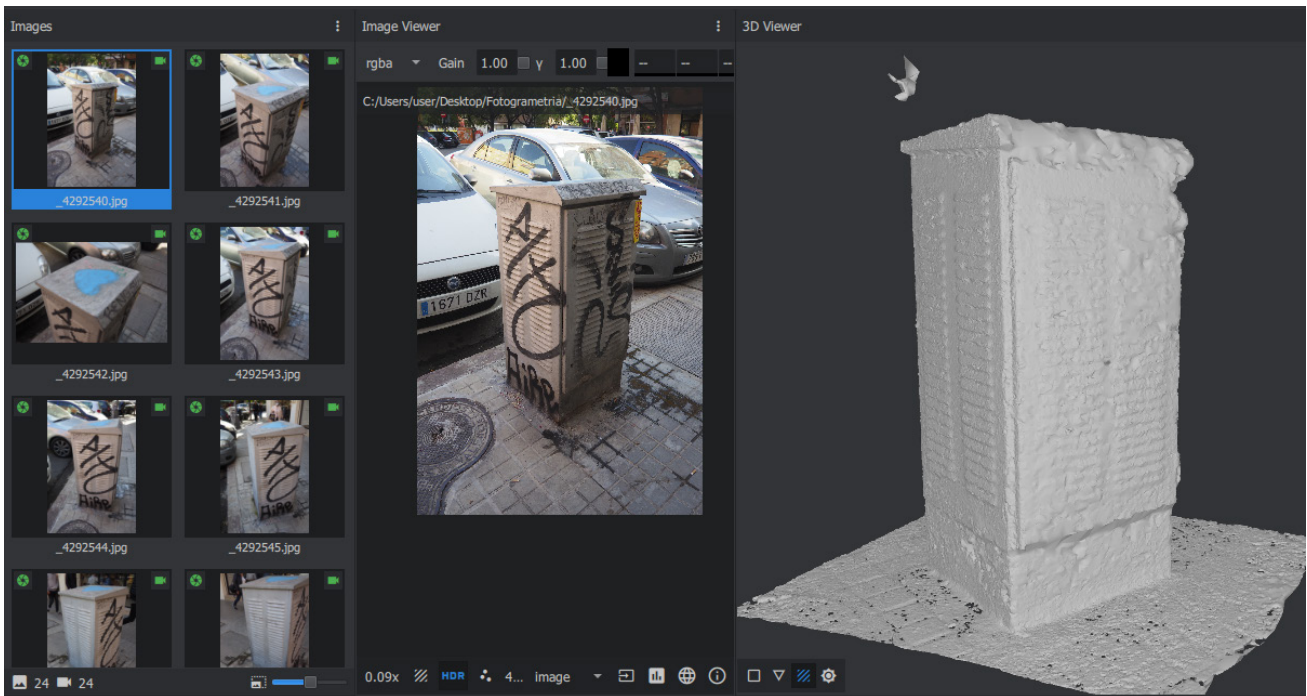 Images
Image Viewer
3D Viewer
rgba
Gain
1.00
γ
1.00
--
--
--
C:/Users/user/Desktop/Fotogrametria/_4292540.jpg
_4292540.jpg
_4292541.jpg
_4292542.jpg
_4292543.jpg
_4292544.jpg
_4292545.jpg
1671 DZR
24
24
0.09x
HDR
4...
image